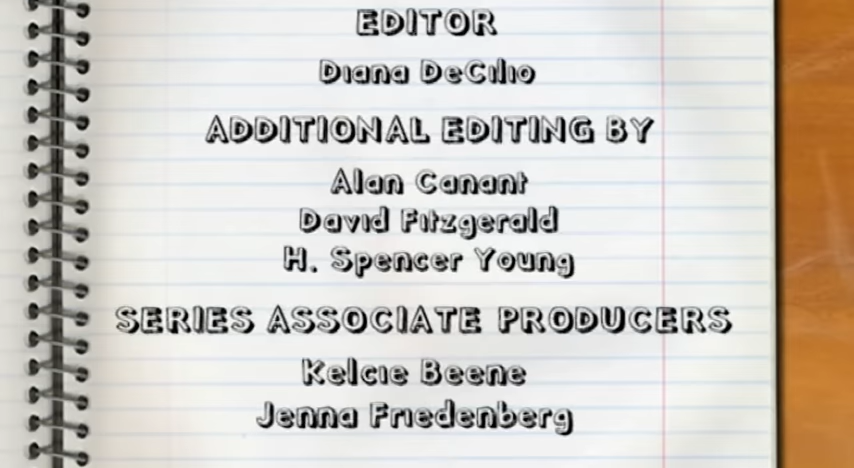 EDITOR
Diana DeCilio
ADDITIONAL EDITING BY
Alan Canant
David Fitzgerald
H. Spencer Young
SERIES ASSOCIATE PRODUCERS
Kelcie Beene
Jenna Friedenberg